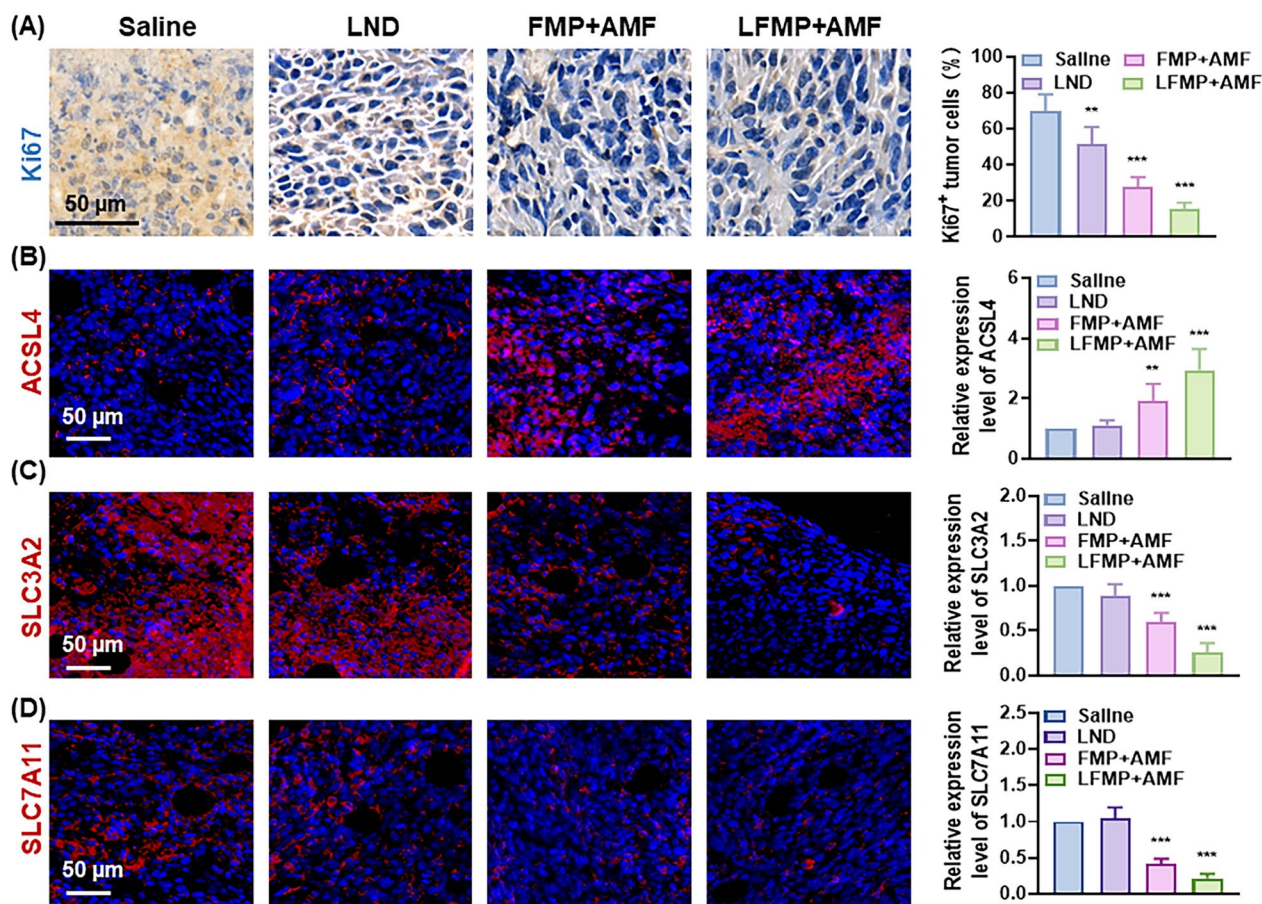 (A)
Saline
LND
FMP+AMF
LFMP+AMF
Ki67
50 µm
Ki67+ tumor cells (%)
100
80
60
40
20
0
Saline
FMP+AMF
LND
LFMP+AMF
**
***
***
(B)
ACSL4
50 µm
Relative expression
level of ACSL4
6
4
2
0
Saline
LND
FMP+AMF
LFMP+AMF
**
***
(C)
SLC3A2
50 µm
Relative expression
level of SLC3A2
2.0
1.5
1.0
0.5
0.0
Saline
LND
FMP+AMF
LFMP+AMF
***
***
(D)
SLC7A11
50 µm
Relative expression
level of SLC7A11
2.5
2.0
1.5
1.0
0.5
0.0
Saline
LND
FMP+AMF
LFMP+AMF
***
***